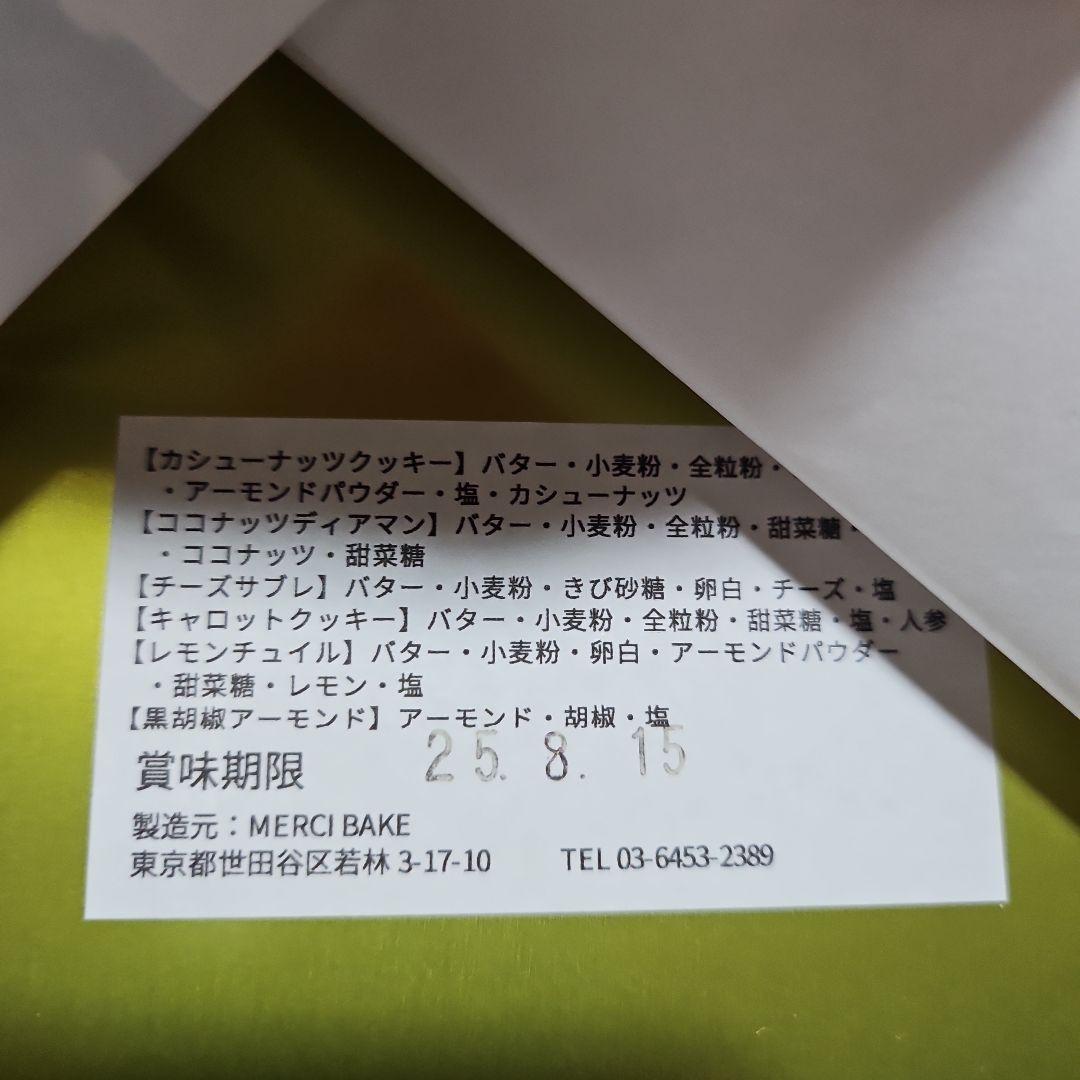 【カシューナッツクッキー】バター・小麦粉・全粒粉・
・アーモンドパウダー・塩・カシューナッツ
【ココナッツディアマン】バター・小麦粉・全粒粉・甜菜糖・
・ココナッツ・甜菜糖
【チーズサブレ】バター・小麦粉・きび砂糖・卵白・チーズ・塩
【キャロットクッキー】バター・小麦粉・全粒粉・甜菜糖・塩・人参
【レモンチュイル】バター・小麦粉・卵白・アーモンドパウダー
・甜菜糖・レモン・塩
【黒胡椒アーモンド】アーモンド・胡椒・塩
賞味期限 25. 8. 15
製造元：MERCI BAKE
東京都世田谷区若林 3-17-10 TEL 03-6453-2389